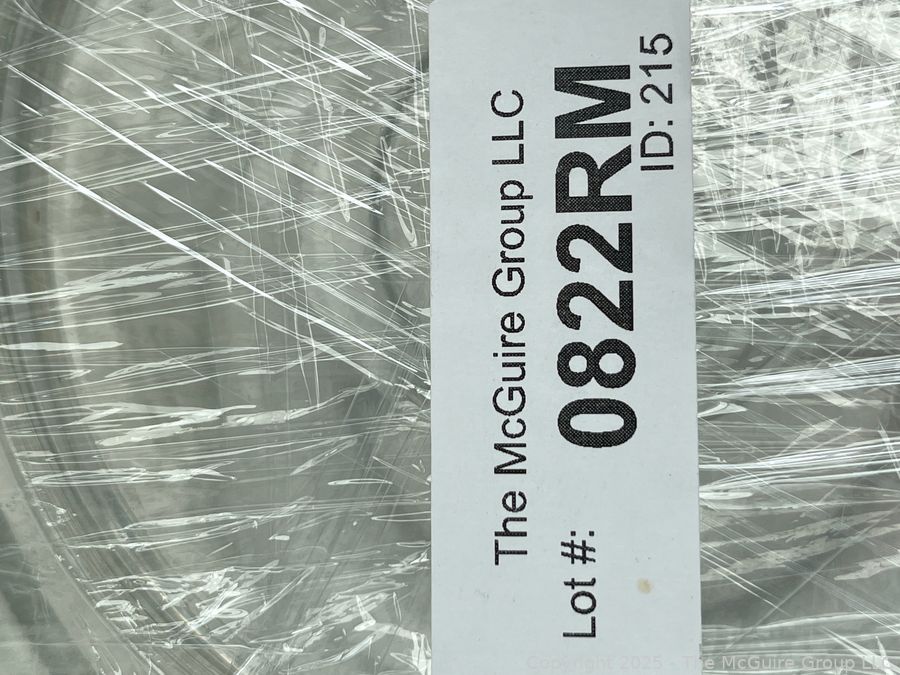 The McGuire Group LLC
Lot #: 0822RM
ID: 215
Copyright 2025 - The McGuire Group LLC